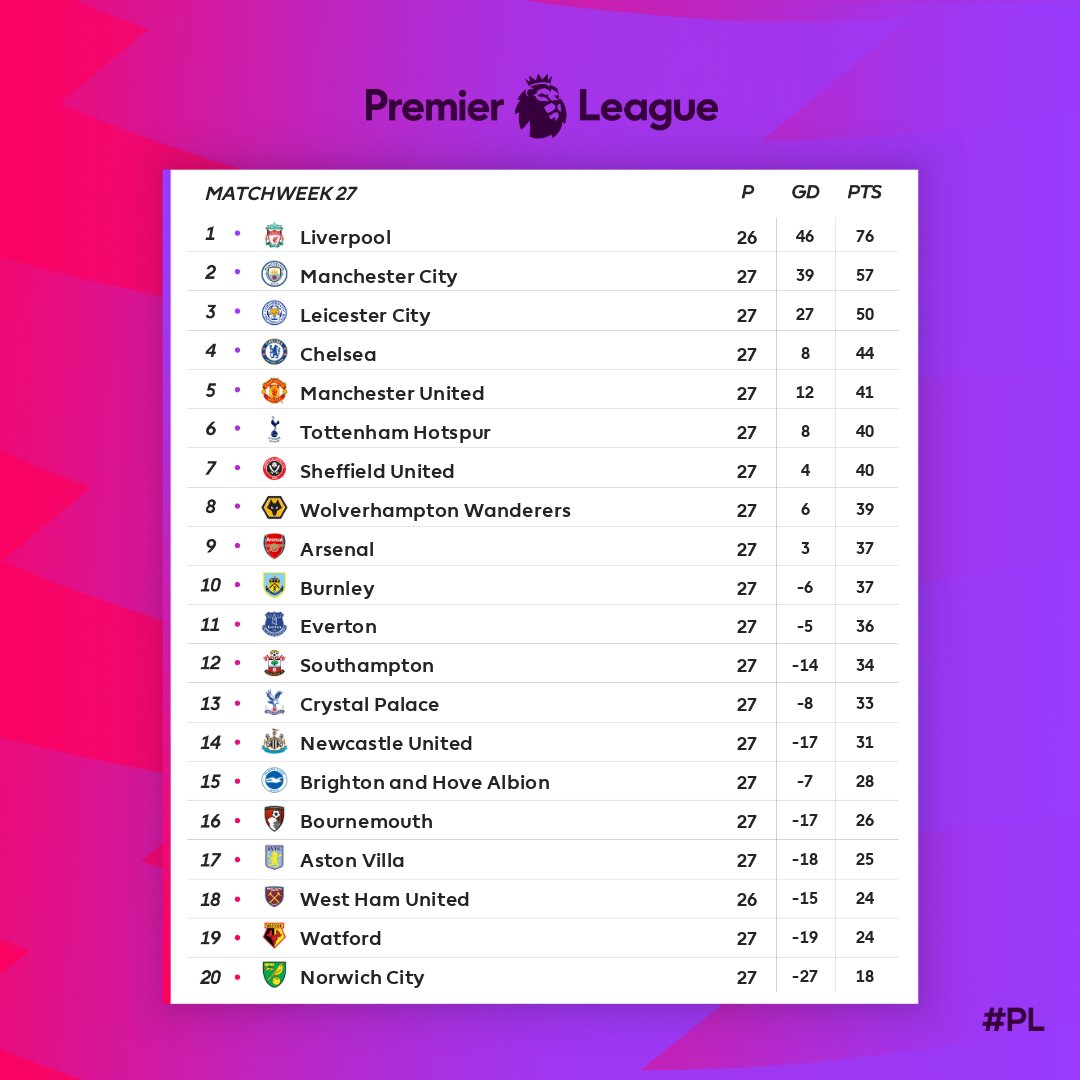 Premier League
MATCHWEEK 27 P GD PTS
1 • Liverpool 26 46 76
2 • Manchester City 27 39 57
3 • Leicester City 27 27 50
4 • Chelsea 27 8 44
5 • Manchester United 27 12 41
6 • Tottenham Hotspur 27 8 40
7 • Sheffield United 27 4 40
8 • Wolverhampton Wanderers 27 6 39
9 • Arsenal 27 3 37
10 • Burnley 27 -6 37
11 • Everton 27 -5 36
12 • Southampton 27 -14 34
13 • Crystal Palace 27 -8 33
14 • Newcastle United 27 -17 31
15 • Brighton and Hove Albion 27 -7 28
16 • Bournemouth 27 -17 26
17 • Aston Villa 27 -18 25
18 • West Ham United 26 -15 24
19 • Watford 27 -19 24
20 • Norwich City 27 -27 18
#PL